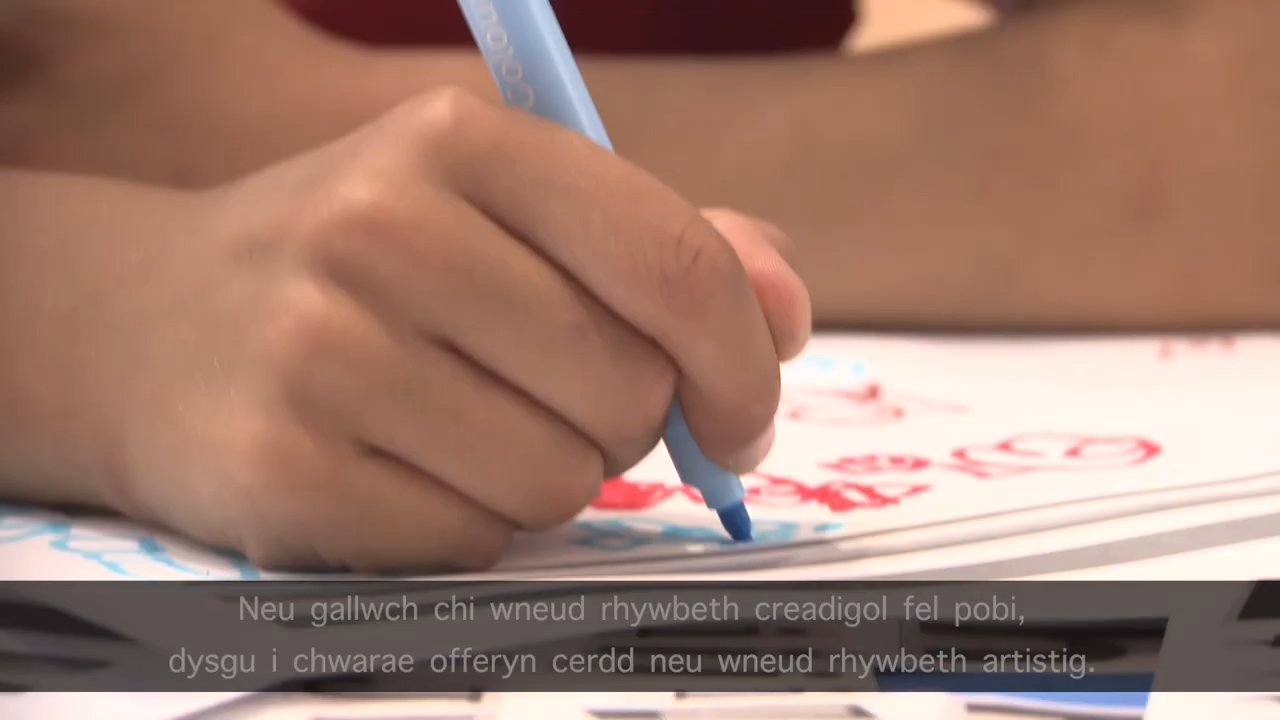 Neu gallwch chi wneud rhywbeth creadigol fel pobi,
dysgu i chwarae offeryn cerdd neu wneud rhywbeth artistig.